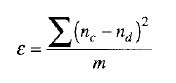 ε = ∑(n_c − n_d)² / m